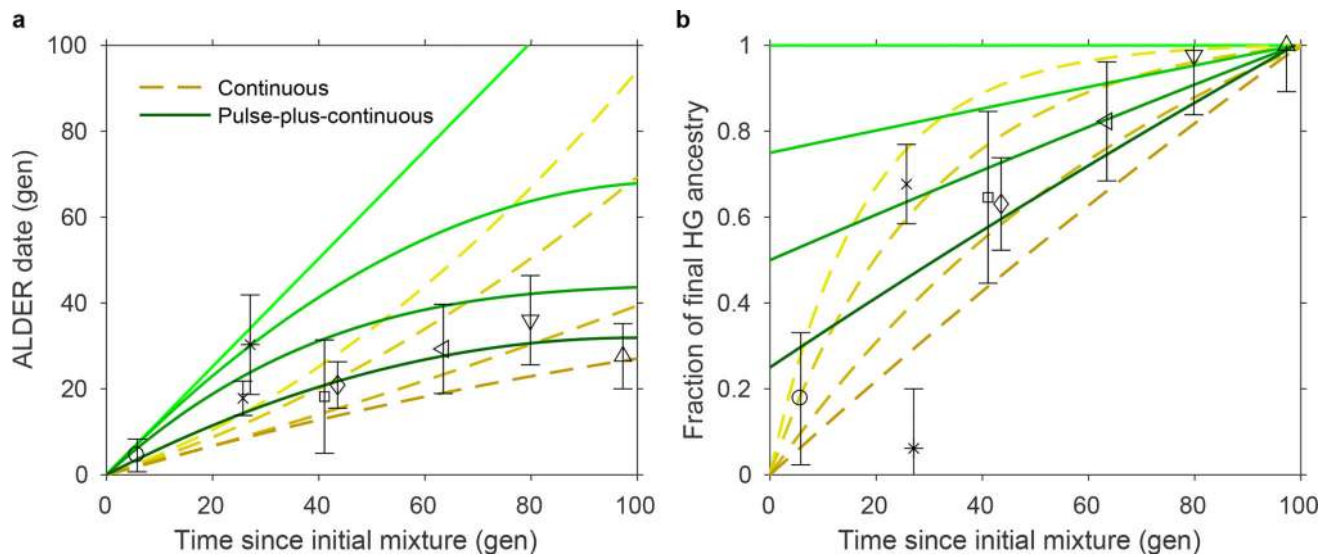 a
b
100
80
60
40
20
0
ALDER date (gen)
Continuous
Pulse-plus-continuous
0 20 40 60 80 100
Time since initial mixture (gen)
1
0.8
0.6
0.4
0.2
0
Fraction of final HG ancestry
0 20 40 60 80 100
Time since initial mixture (gen)